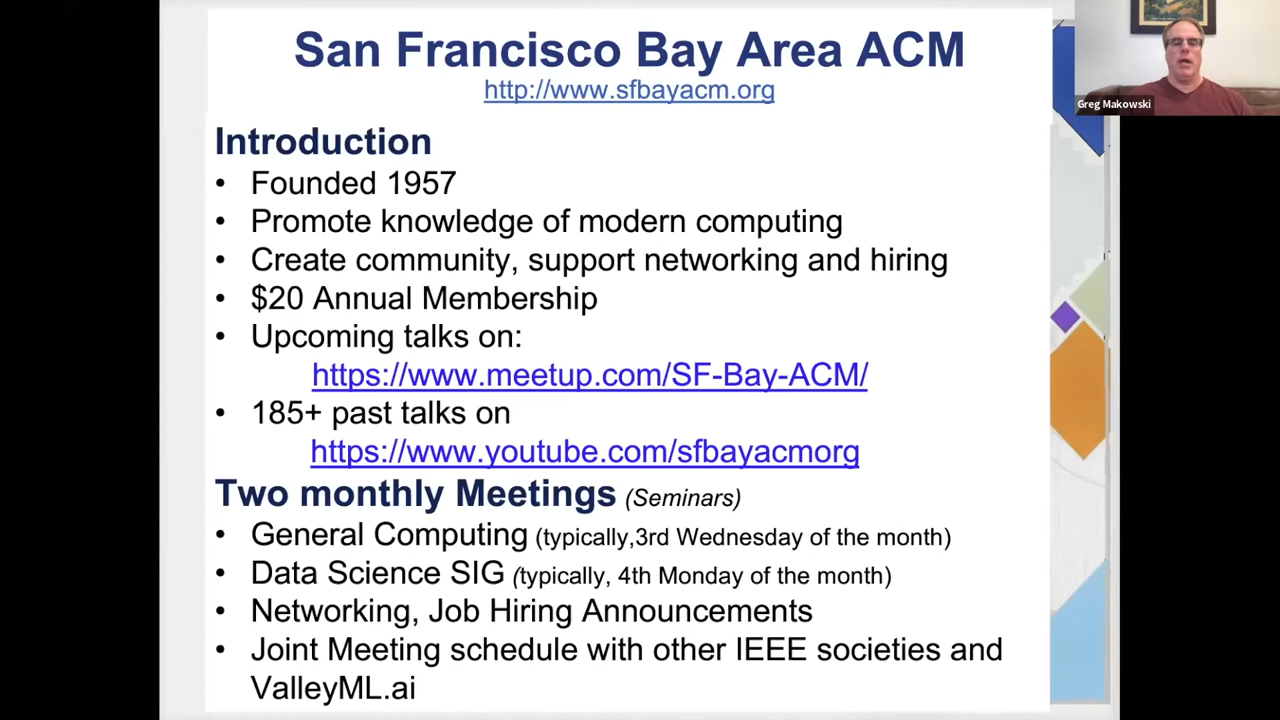 San Francisco Bay Area ACM
http://www.sfbayacm.org
Greg Makowski
Introduction
• Founded 1957
• Promote knowledge of modern computing
• Create community, support networking and hiring
• $20 Annual Membership
• Upcoming talks on:
https://www.meetup.com/SF-Bay-ACM/
• 185+ past talks on
https://www.youtube.com/sfbayacmorg
Two monthly Meetings (Seminars)
• General Computing (typically,3rd Wednesday of the month)
• Data Science SIG (typically, 4th Monday of the month)
• Networking, Job Hiring Announcements
• Joint Meeting schedule with other IEEE societies and
ValleyML.ai